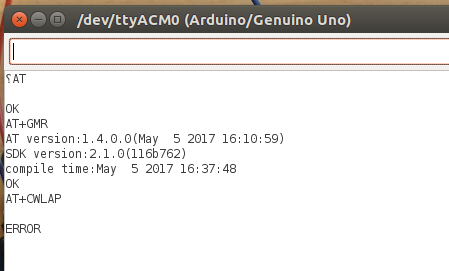 /dev/ttyACM0 (Arduino/Genuino Uno)
⸮AT
OK
AT+GMR
AT version:1.4.0.0(May  5 2017 16:10:59)
SDK version:2.1.0(116b762)
compile time:May  5 2017 16:37:48
OK
AT+CWLAP
ERROR